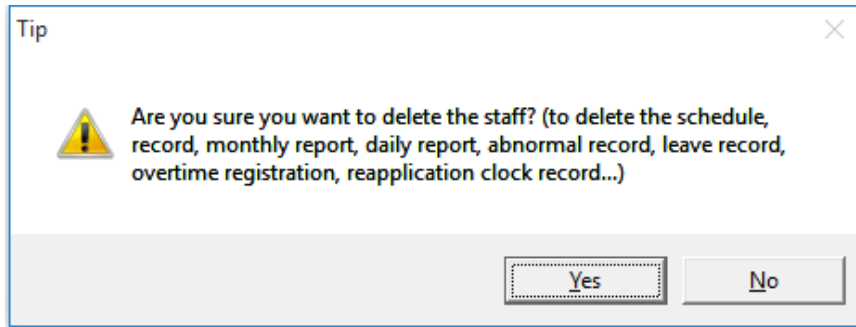 Tip
Are you sure you want to delete the staff? (to delete the schedule,
record, monthly report, daily report, abnormal record, leave record,
overtime registration, reapplication clock record...)
Yes
No